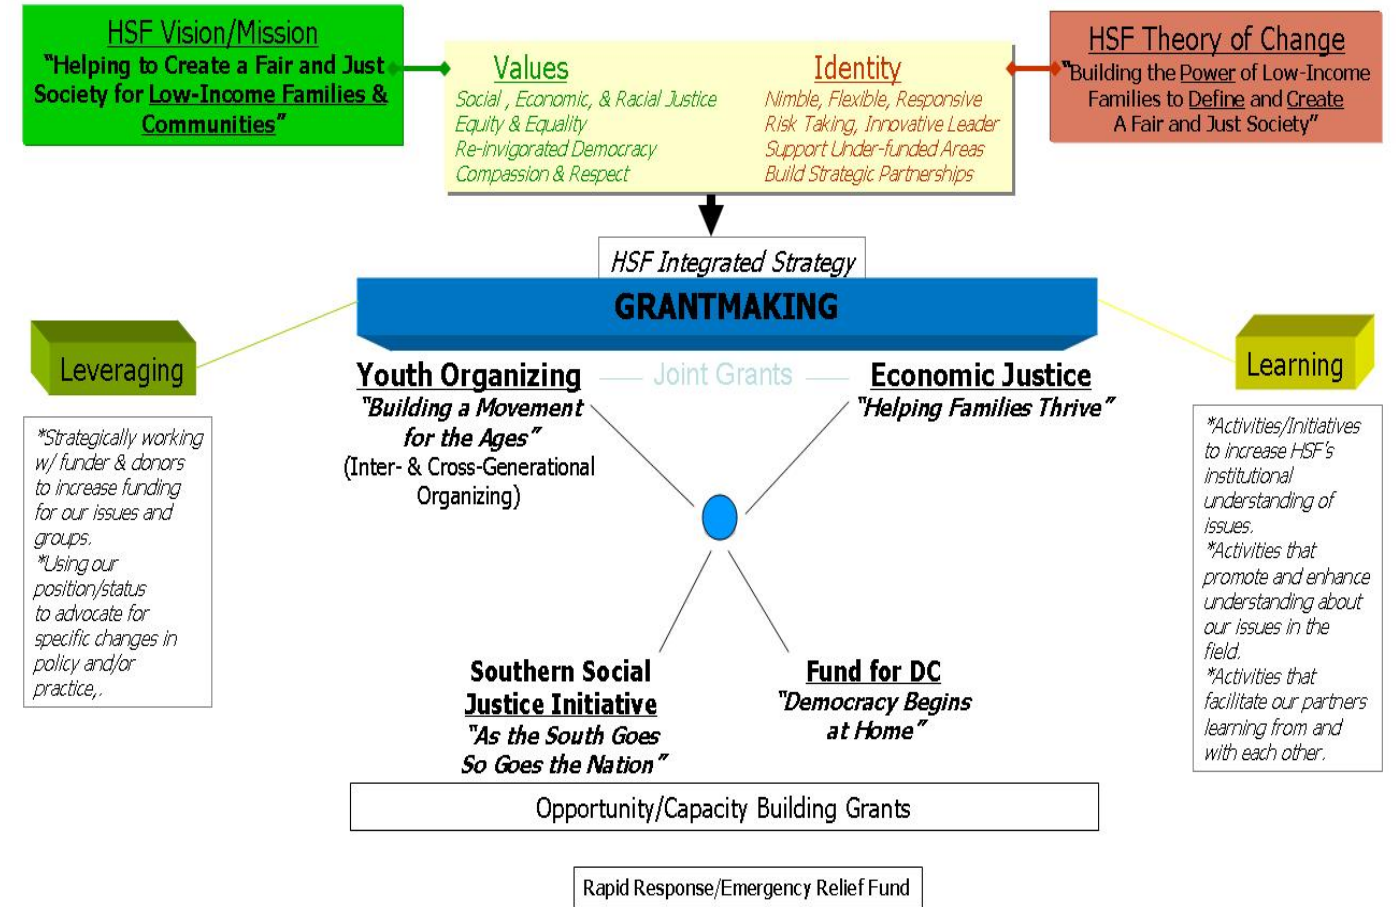 HSF Vision/Mission
"Helping to Create a Fair and Just
Society for Low-Income Families &
Communities"
Values
Social , Economic, & Racial Justice
Equity & Equality
Re-invigorated Democracy
Compassion & Respect
Identity
Nimble, Flexible, Responsive
Risk Taking, Innovative Leader
Support Under-funded Areas
Build Strategic Partnerships
HSF Theory of Change
"Building the Power of Low-Income
Families to Define and Create
A Fair and Just Society"
HSF Integrated Strategy
GRANTMAKING
Leveraging
*Strategically working
w/ funder & donors
to increase funding
for our issues and
groups.
*Using our
position/status
to advocate for
specific changes in
policy and/or
practice,.
Youth Organizing
"Building a Movement
for the Ages"
(Inter- & Cross-Generational
Organizing)
Joint Grants
Economic Justice
"Helping Families Thrive"
Learning
*Activities/Initiatives
to increase HSF's
institutional
understanding of
issues.
*Activities that
promote and enhance
understanding about
our issues in the
field.
*Activities that
facilitate our partners
learning from and
with each other.
Southern Social
Justice Initiative
"As the South Goes
So Goes the Nation"
Fund for DC
"Democracy Begins
at Home"
Opportunity/Capacity Building Grants
Rapid Response/Emergency Relief Fund